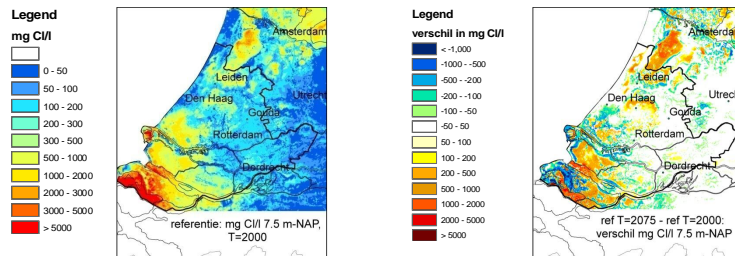 Legend
mg Cl/l
0 - 50
50 - 100
100 - 200
200 - 300
300 - 500
500 - 1000
1000 - 2000
2000 - 3000
3000 - 5000
> 5000
Amsterdam
Leiden
Den Haag
Utrecht
Gouda
Rotterdam
Dordrecht
referentie: mg Cl/l 7.5 m-NAP,
T=2000
Legend
verschil in mg Cl/l
< -1,000
-1000 - -500
-500 - -200
-200 - -100
-100 - -50
-50 - 50
50 - 100
100 - 200
200 - 500
500 - 1000
1000 - 2000
2000 - 5000
> 5000
Amsterda
Leiden
Den Haag
Utrec
Gouda
Rotterdam
Dordrecht
ref T=2075 - ref T=2000:
verschil mg Cl/l 7.5 m-NAP